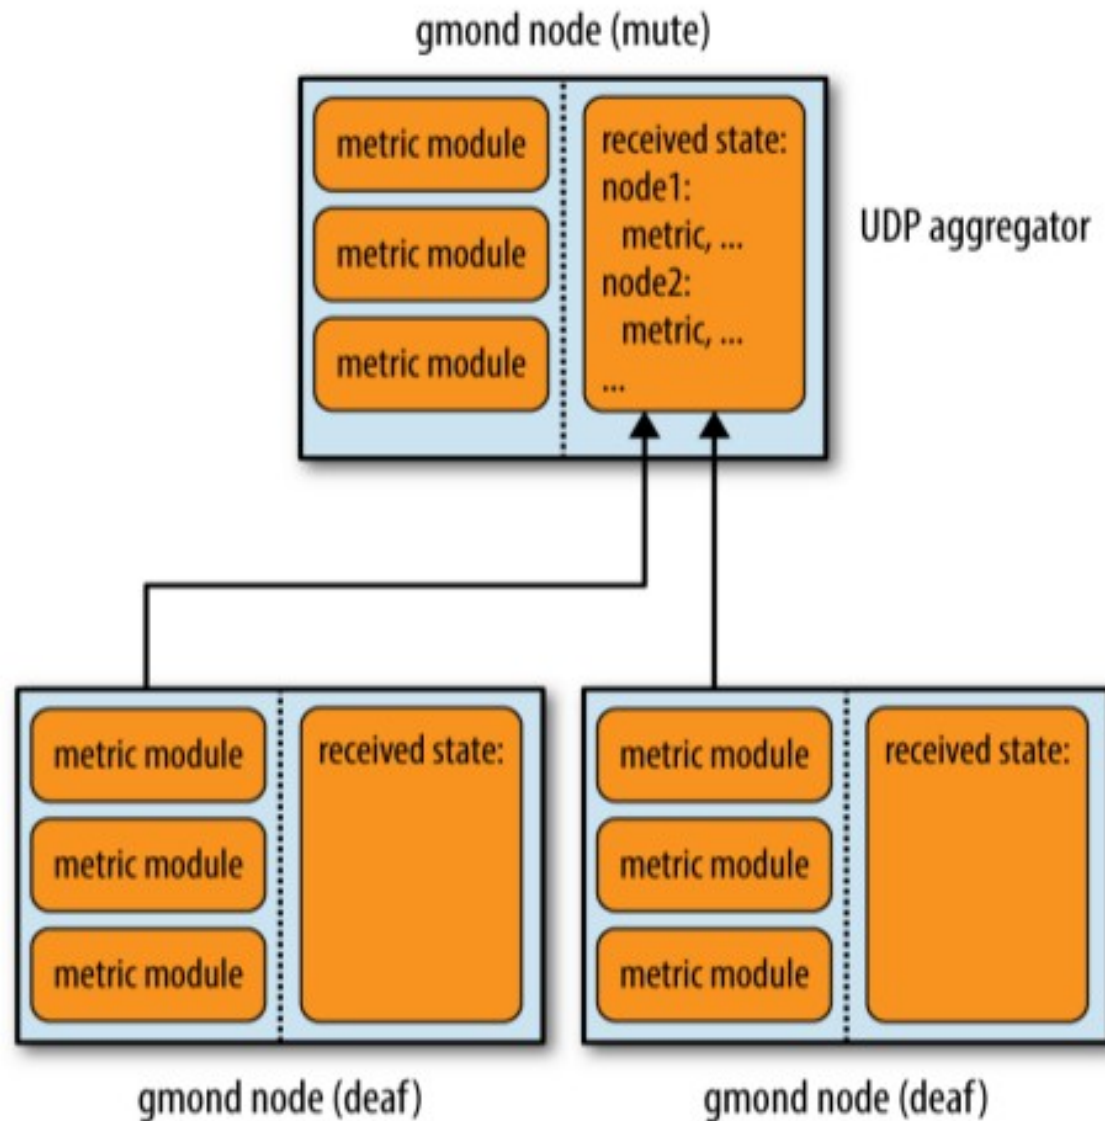 gmond node (mute)
metric module
metric module
metric module
received state:
node1:
metric, ...
node2:
metric, ...
...
UDP aggregator
metric module
metric module
metric module
received state:
gmond node (deaf)
metric module
metric module
metric module
received state:
gmond node (deaf)